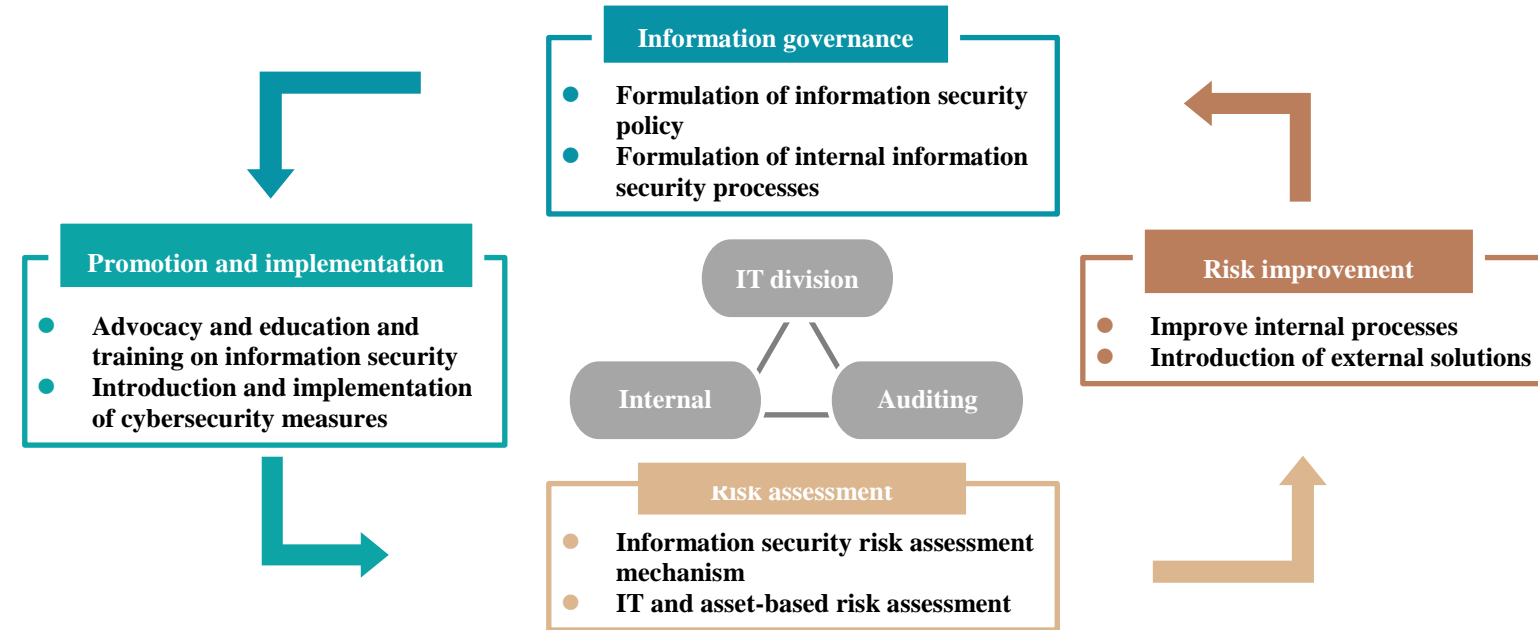 Information governance
Formulation of information security
policy
Formulation of internal information
security processes
Promotion and implementation
Advocacy and education and
training on information security
Introduction and implementation
of cybersecurity measures
IT division
Internal
Auditing
Risk improvement
Improve internal processes
Introduction of external solutions
Risk assessment
Information security risk assessment
mechanism
IT and asset-based risk assessment